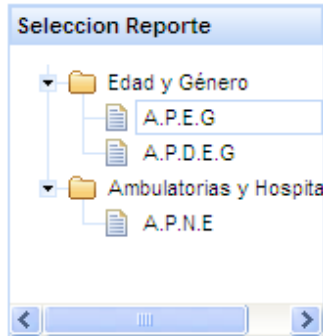 Seleccion Reporte
Edad y Género
A.P.E.G
A.P.D.E.G
Ambulatorias y Hospita
A.P.N.E